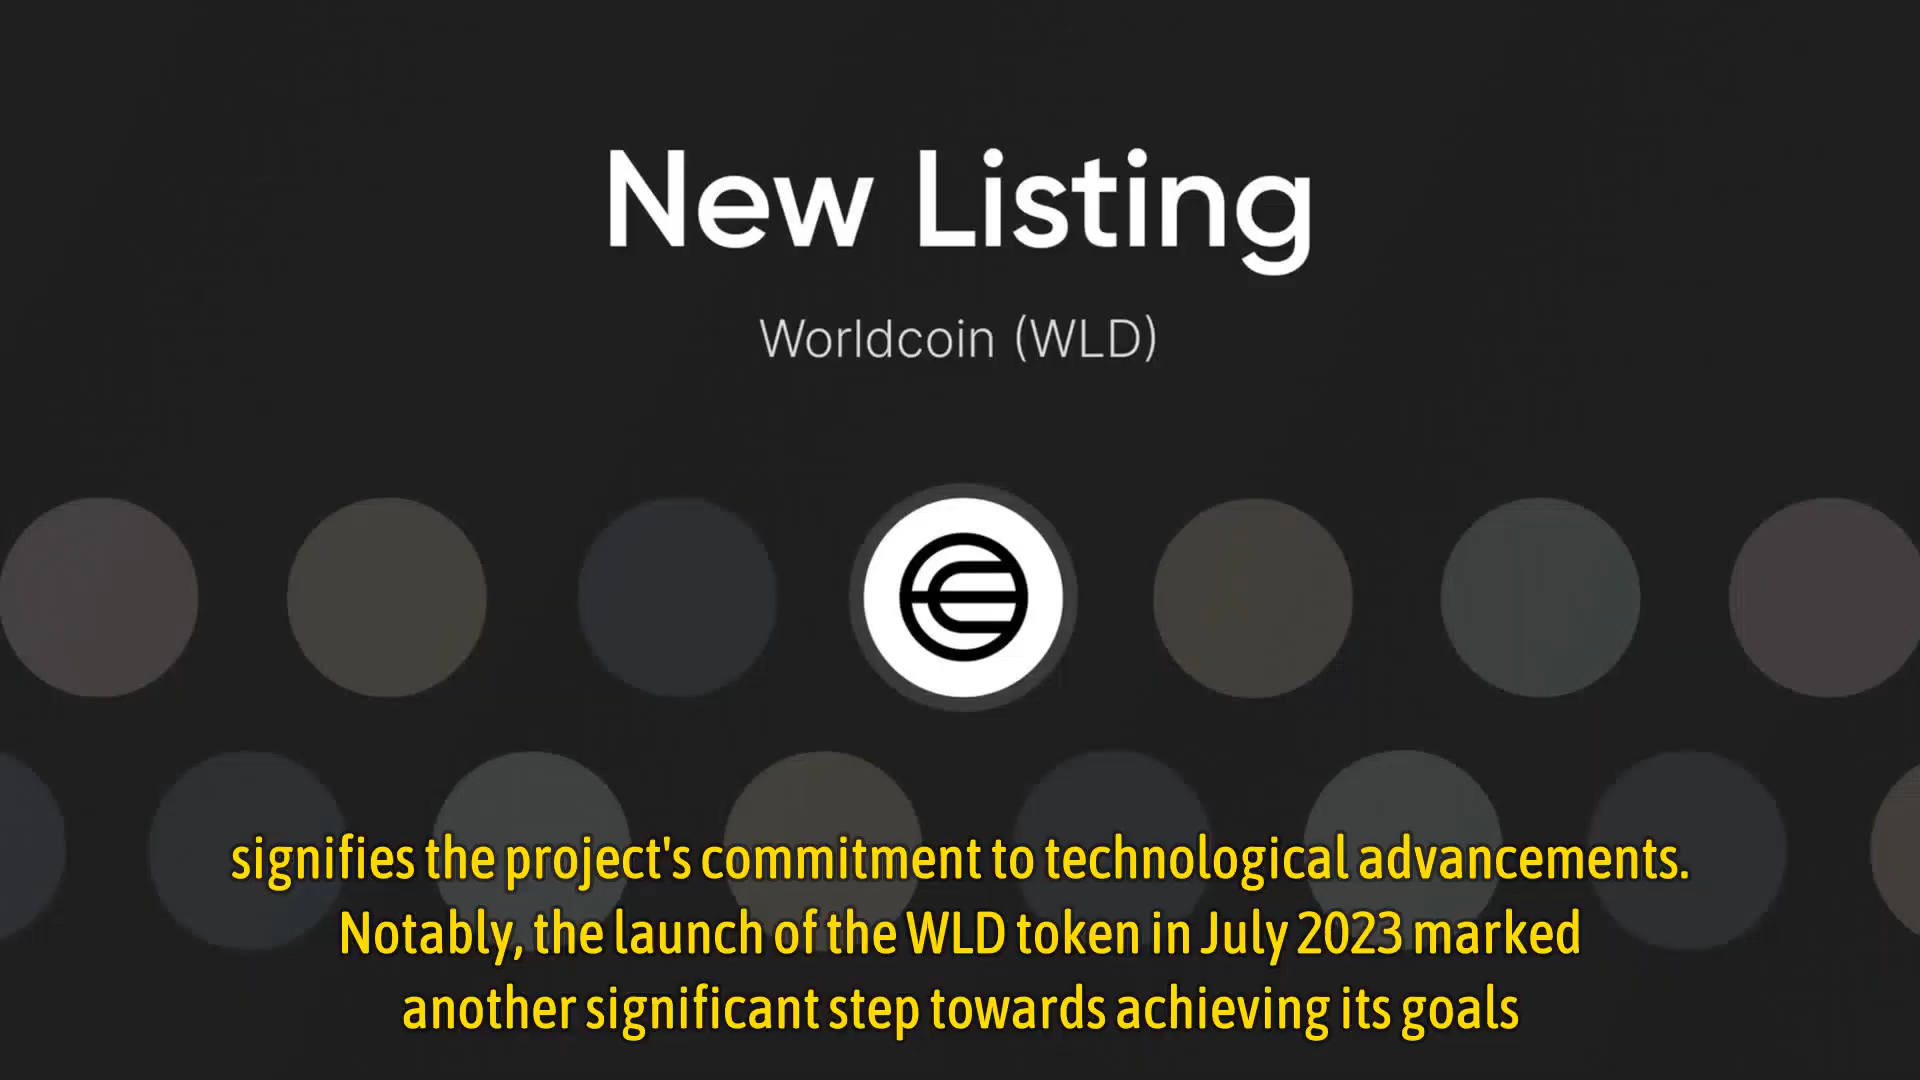 New Listing
Worldcoin (WLD)
signifies the project's commitment to technological advancements.
Notably, the launch of the WLD token in July 2023 marked
another significant step towards achieving its goals